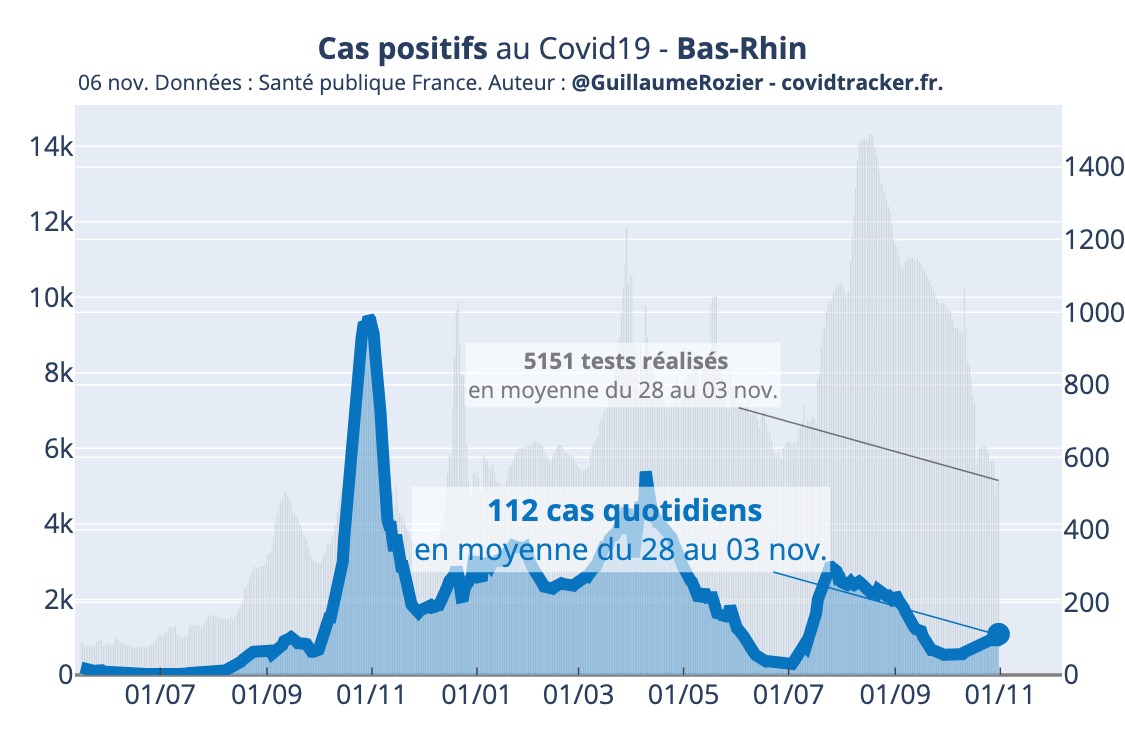 Cas positifs au Covid19 - Bas-Rhin
06 nov. Données : Santé publique France. Auteur : @GuillaumeRozier - covidtracker.fr.
14k
12k
10k
8k
6k
4k
2k
0
1400
1200
1000
800
600
400
200
0
5151 tests réalisés
en moyenne du 28 au 03 nov.
112 cas quotidiens
en moyenne du 28 au 03 nov.
01/07 01/09 01/11 01/01 01/03 01/05 01/07 01/09 01/11